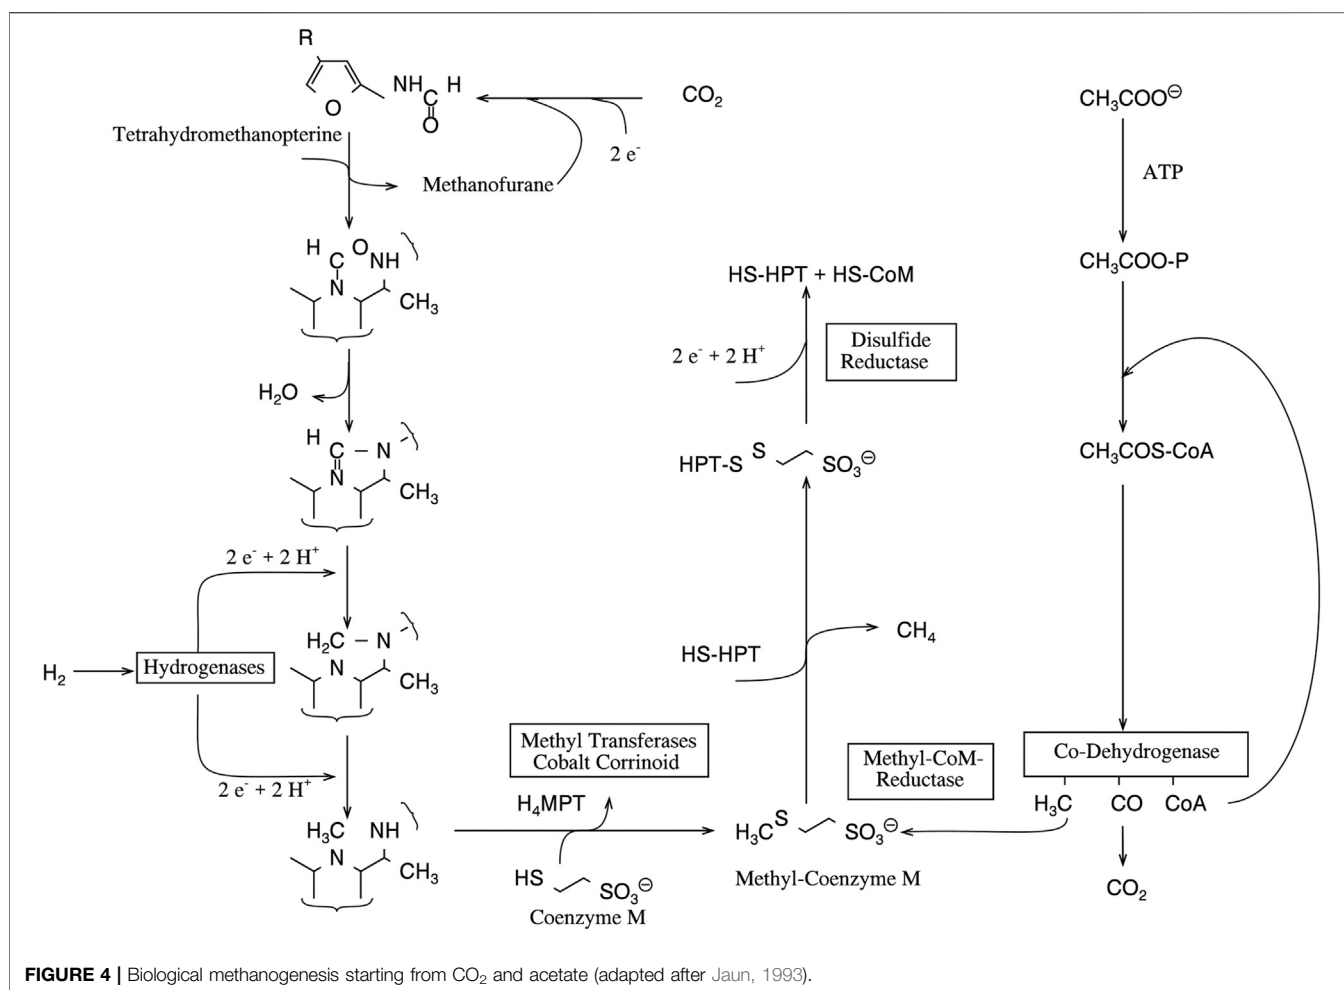 R
NH
C
H
O
O
Tetrahydromethanopterine
CO2
2 e-
Methanofurane
H
C
O
NH
N
CH3
H2O
H
C – N
N
CH3
2 e- + 2 H+
H2C – N
N
CH3
H2
Hydrogenases
2 e- + 2 H+
H3C
NH
N
CH3
Methyl Transferases
Cobalt Corrinoid
H4MPT
HS
SO3⊖
Coenzyme M
HS-HPT + HS-CoM
Disulfide
Reductase
2 e- + 2 H+
HPT-S
S
SO3⊖
HS-HPT
CH4
Methyl-CoM-
Reductase
H3C
S
SO3⊖
Methyl-Coenzyme M
CH3COO⊖
ATP
CH3COO-P
CH3COS-CoA
Co-Dehydrogenase
H3C
CO
CoA
CO2
FIGURE 4 | Biological methanogenesis starting from CO2 and acetate (adapted after Jaun, 1993).